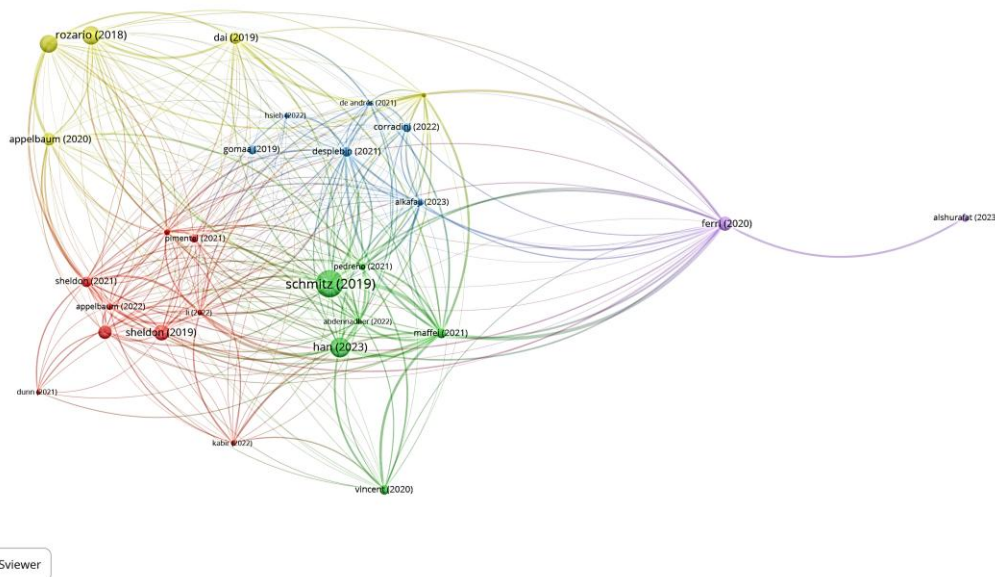 rozario (2018)
dai (2019)
de andrés (2021)
hsieh (2022)
corradini (2022)
appelbaum (2020)
gomaa (2019)
desplebin (2021)
alkafaji (2023)
alshurafat (2023
ferri (2020)
pimentel (2021)
pedreño (2021)
sheldon (2021)
schmitz (2019)
appelbaum (2022)
li (2022)
abdennadher (2022)
sheldon (2019)
maffei (2021)
han (2023)
dunn (2021)
kabir (2022)
vincent (2020)
Sviewer